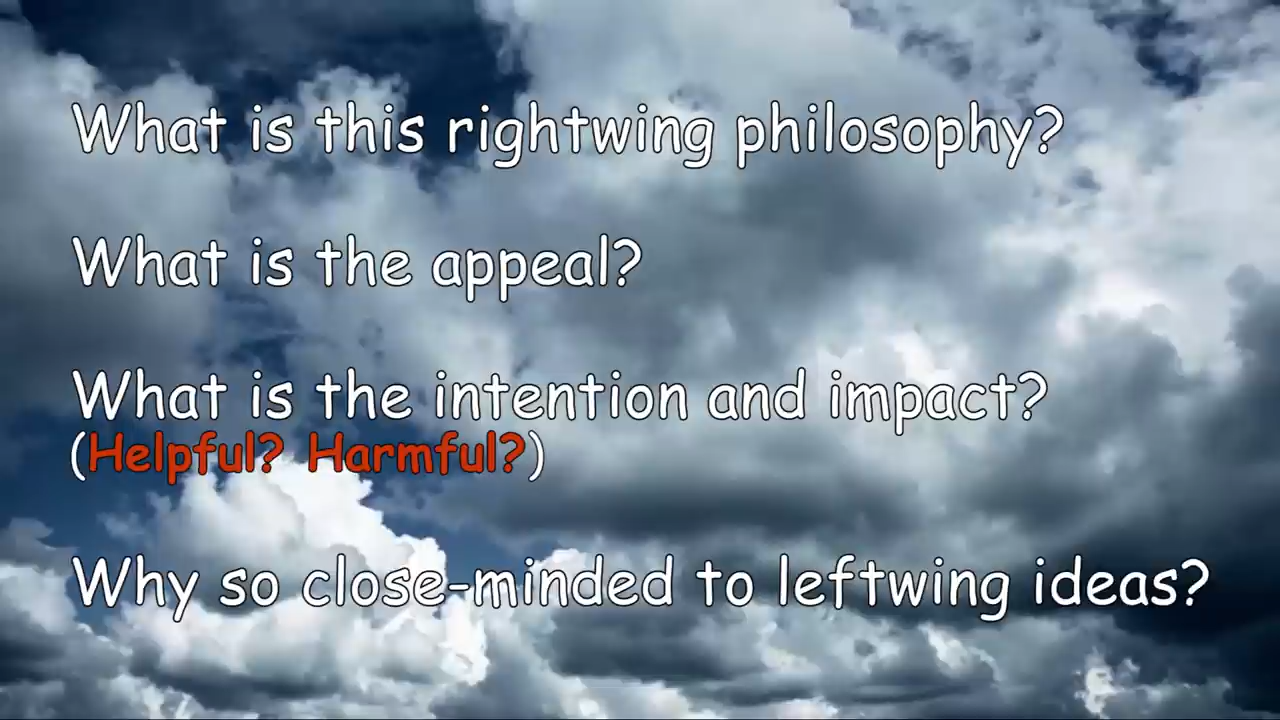 What is this rightwing philosophy?
What is the appeal?
What is the intention and impact?
(Helpful? Harmful?)
Why so close-minded to leftwing ideas?